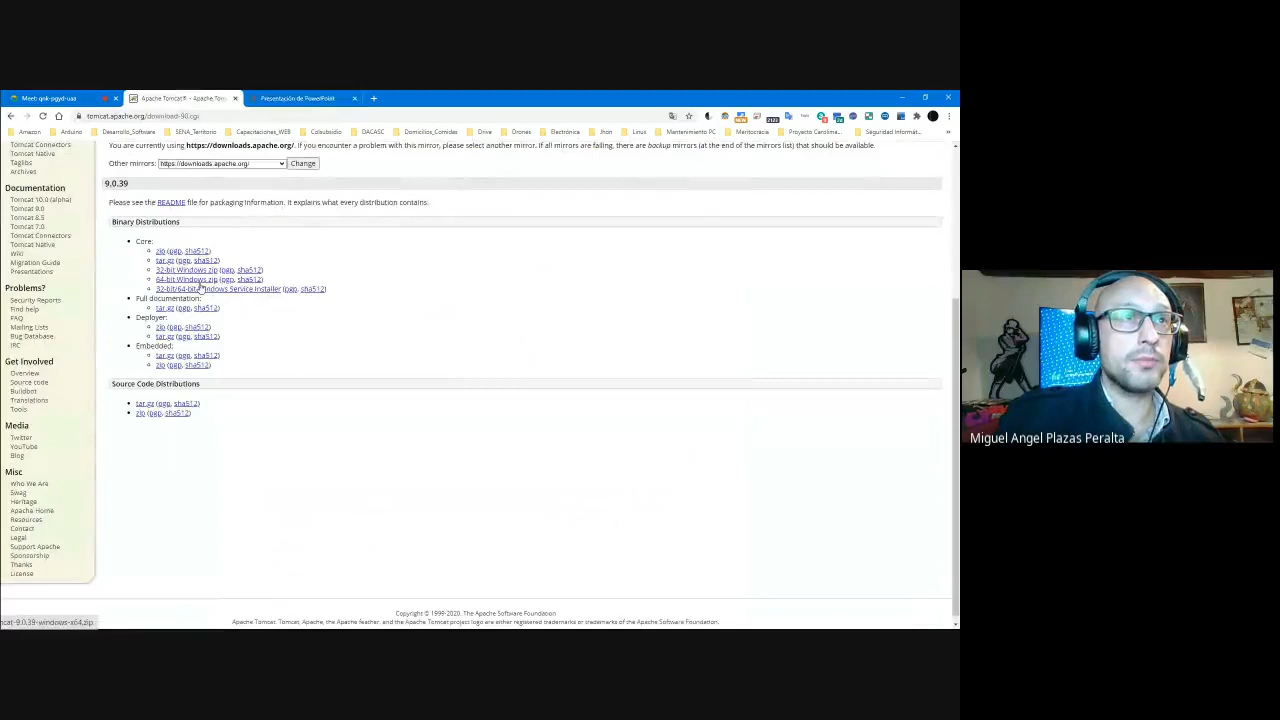 Meet: qnk-pgyd-uaa
Apache Tomcat® - Apache Tom
Presentación de PowerPoint
tomcat.apache.org/download-90.cgi
Amazon
Arduino
Desarrollo_Software
SENA_Territorio
Capacitaciones_WEB
Colsubsidio
DACASC
Domicilios_Comidas
Drive
Drones
Electrónica
Jhon
Linux
Mantenimiento PC
Meritocracia
Proyecto Carolina...
Seguridad Informát...
Tomcat Connectors
Tomcat Native
Taglibs
Archives
Documentation
Tomcat 10.0 (alpha)
Tomcat 9.0
Tomcat 8.5
Tomcat 7.0
Tomcat Connectors
Tomcat Native
Wiki
Migration Guide
Presentations
Problems?
Security Reports
Find help
FAQ
Mailing Lists
Bug Database
IRC
Get Involved
Overview
Source code
Buildbot
Translations
Tools
Media
Twitter
YouTube
Blog
Misc
Who We Are
Swag
Heritage
Apache Home
Resources
Contact
Legal
Support Apache
Sponsorship
Thanks
License
You are currently using https://downloads.apache.org/. If you encounter a problem with this mirror, please select another mirror. If all mirrors are failing, there are backup mirrors (at the end of the mirrors list) that should be available.
Other mirrors: https://downloads.apache.org/ Change
9.0.39
Please see the README file for packaging information. It explains what every distribution contains.
Binary Distributions
Core:
zip (pgp, sha512)
tar.gz (pgp, sha512)
32-bit Windows zip (pgp, sha512)
64-bit Windows zip (pgp, sha512)
32-bit/64-bit Windows Service Installer (pgp, sha512)
Full documentation:
tar.gz (pgp, sha512)
Deployer:
zip (pgp, sha512)
tar.gz (pgp, sha512)
Embedded:
tar.gz (pgp, sha512)
zip (pgp, sha512)
Source Code Distributions
tar.gz (pgp, sha512)
zip (pgp, sha512)
Copyright © 1999-2020, The Apache Software Foundation
Apache Tomcat, Tomcat, Apache, the Apache feather, and the Apache Tomcat project logo are either registered trademarks or trademarks of the Apache Software Foundation.
cat-9.0.39-windows-x64.zip
Miguel Angel Plazas Peralta